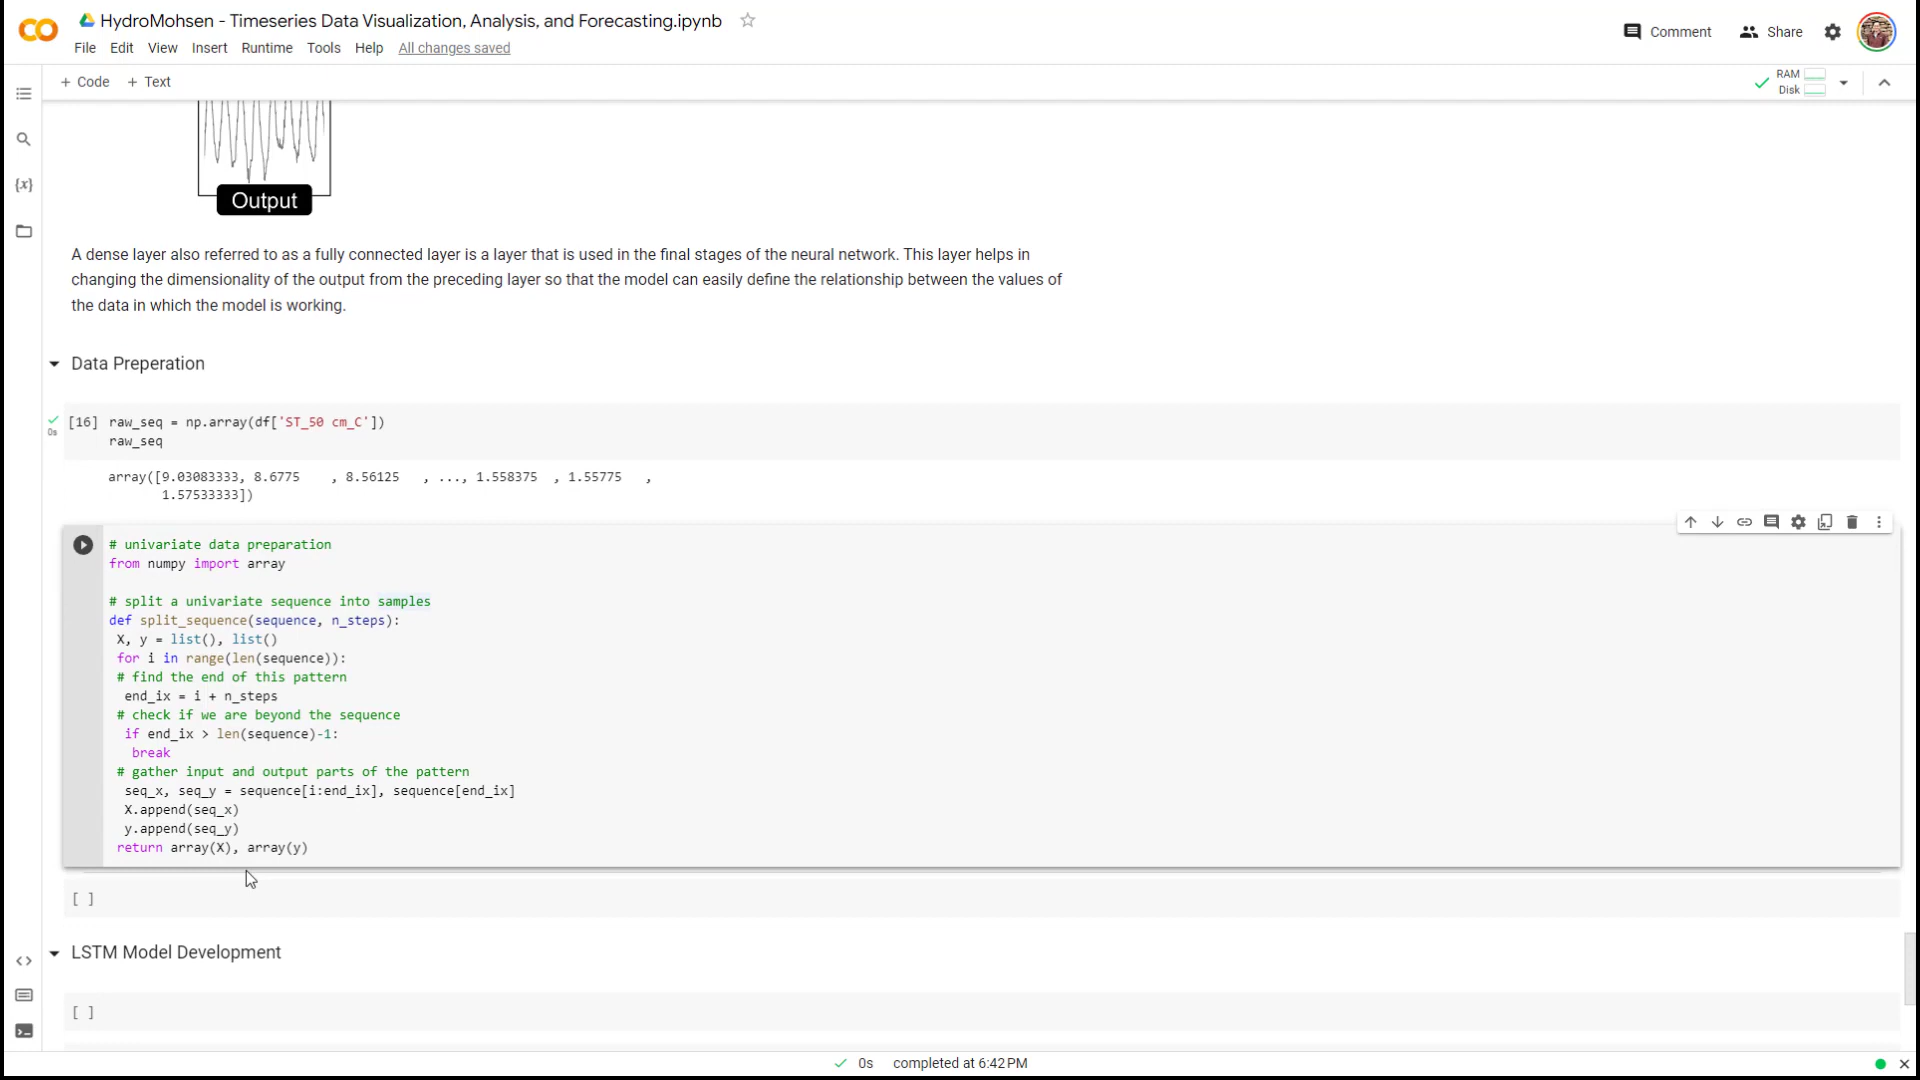 HydroMohsen - Timeseries Data Visualization, Analysis, and Forecasting.ipynb
File Edit View Insert Runtime Tools Help All changes saved
Comment Share
+ Code + Text
RAM
Disk
Output
A dense layer also referred to as a fully connected layer is a layer that is used in the final stages of the neural network. This layer helps in
changing the dimensionality of the output from the preceding layer so that the model can easily define the relationship between the values of
the data in which the model is working.
Data Preperation
[16] raw_seq = np.array(df['ST_50 cm_C'])
0s
raw_seq
array([9.03083333, 8.6775    , 8.56125   , ..., 1.558375  , 1.55775   ,
1.57533333])
# univariate data preparation
from numpy import array
# split a univariate sequence into samples
def split_sequence(sequence, n_steps):
X, y = list(), list()
for i in range(len(sequence)):
# find the end of this pattern
end_ix = i + n_steps
# check if we are beyond the sequence
if end_ix > len(sequence)-1:
break
# gather input and output parts of the pattern
seq_x, seq_y = sequence[i:end_ix], sequence[end_ix]
X.append(seq_x)
y.append(seq_y)
return array(X), array(y)
[ ]
LSTM Model Development
[ ]
0s completed at 6:42 PM